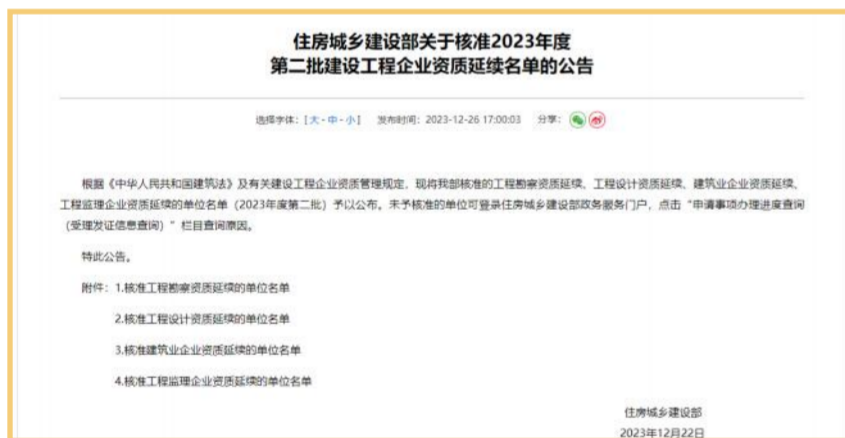 住房城乡建设部关于核准2023年度
第二批建设工程企业资质延续名单的公告
选择字体：[大-中-小] 发布时间：2023-12-26 17:00:03 分享：
根据《中华人民共和国建筑法》及有关建设工程企业资质管理规定，现将我部核准的工程勘察资质延续、工程设计资质延续、建筑业企业资质延续、
工程监理企业资质延续的单位名单（2023年度第二批）予以公布。未予核准的单位可登录住房城乡建设部政务服务门户，点击“申请事项办理进度查询
（受理发证信息查询）”栏目查询原因。
特此公告。
附件：1.核准工程勘察资质延续的单位名单
2.核准工程设计资质延续的单位名单
3.核准建筑业企业资质延续的单位名单
4.核准工程监理企业资质延续的单位名单
住房城乡建设部
2023年12月22日